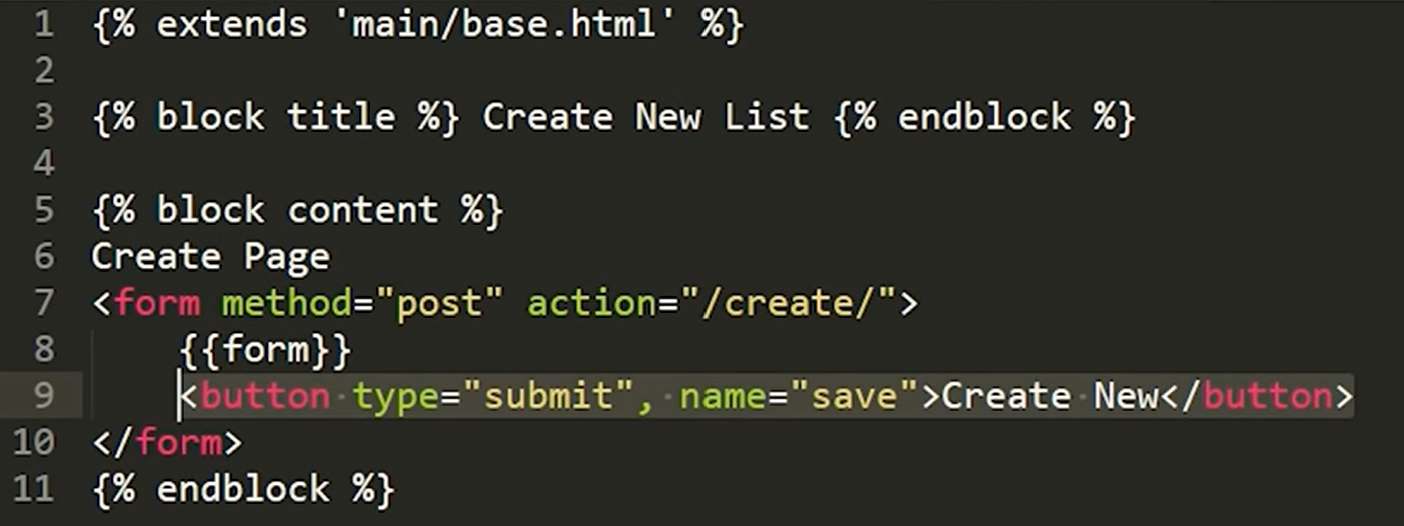 1 {% extends 'main/base.html' %}
2
3 {% block title %} Create New List {% endblock %}
4
5 {% block content %}
6 Create Page
7 <form method="post" action="/create/">
8 {{form}}
9 <button type="submit", name="save">Create New</button>
10 </form>
11 {% endblock %}